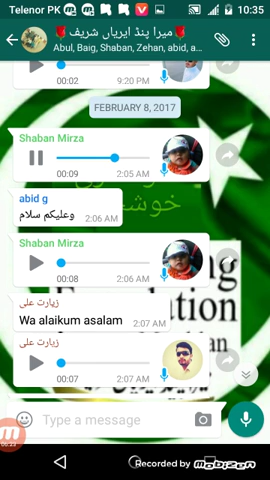 Telenor PK
10:35
🌹میرا پنڈ ایریاں شریف🌹
Abul, Baig, Shaban, Zehan, abid, a...
00:02
9:20 PM
FEBRUARY 8, 2017
Shaban Mirza
00:09
2:05 AM
abid g
وعلیکم سلام
2:06 AM
Shaban Mirza
00:08
2:06 AM
زیارت علی
Wa alaikum asalam
2:07 AM
زیارت علی
00:07
2:07 AM
Type a message
00:23
Recorded by mobizen